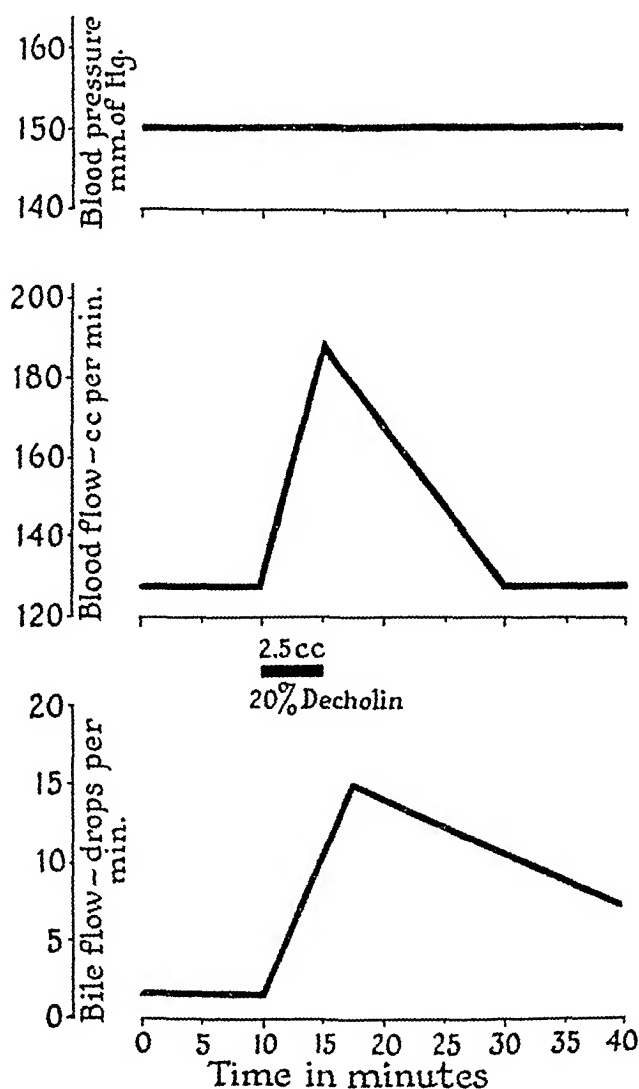 160
150
140
Blood pressure
mm. of Hg.
200
180
160
140
120
Blood flow – cc per min.
2.5 cc
20% Decholin
20
15
10
5
0
Bile flow – drops per
min.
0 5 10 15 20 25 30 35 40
Time in minutes